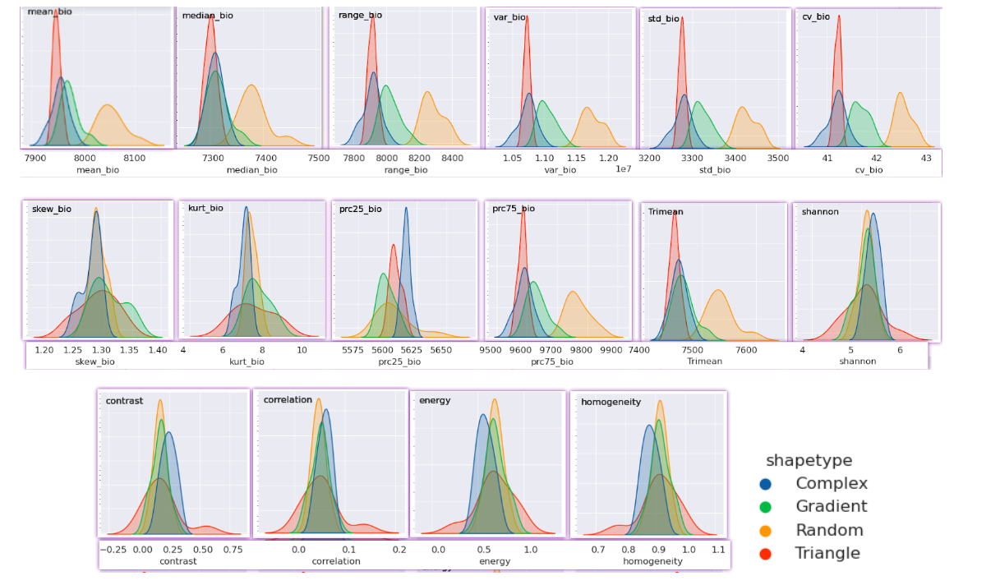 mean_bio median_bio range_bio var_bio std_bio cv_bio
7900 8000 8100 7300 7400 7500 7800 8000 8200 8400 1.05 1.10 1.15 1.20 3200 3300 3400 3500 41 42 43
mean_bio median_bio range_bio var_bio 1e7 std_bio cv_bio
skew_bio kurt_bio prc25_bio prc75_bio Trimean shannon
1.20 1.25 1.30 1.35 1.40 4 6 8 10 5575 5600 5625 5650 9500 9600 9700 9800 9900 7400 7500 7600 4 5 6
skew_bio kurt_bio prc25_bio prc75_bio Trimean shannon
contrast correlation energy homogeneity
−0.25 0.00 0.25 0.50 0.75 0.0 0.1 0.2 0.0 0.5 1.0 0.7 0.8 0.9 1.0 1.1
contrast correlation energy homogeneity
shapetype
Complex
Gradient
Random
Triangle